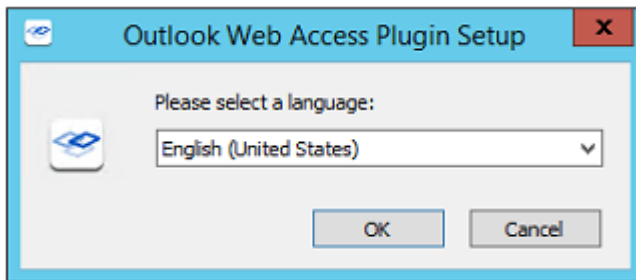 Outlook Web Access Plugin Setup
x
Please select a language:
English (United States)
OK Cancel